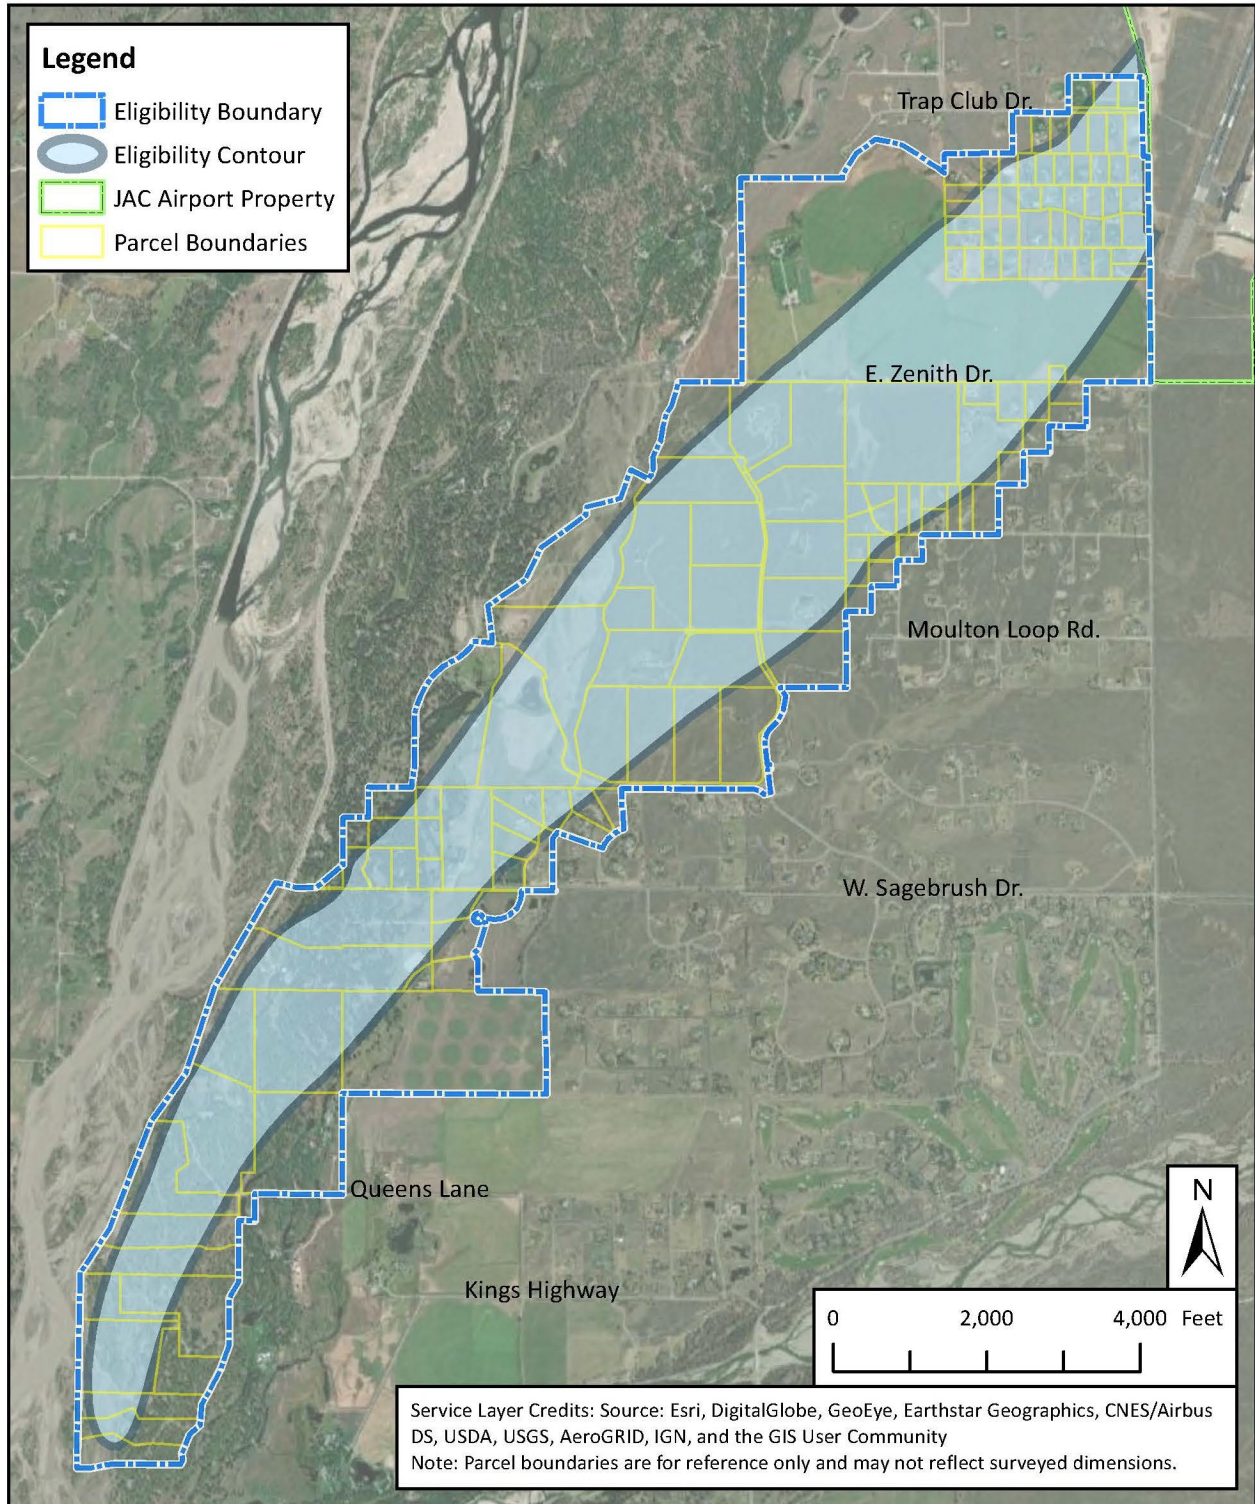 Legend
Eligibility Boundary
Eligibility Contour
JAC Airport Property
Parcel Boundaries
Trap Club Dr.
E. Zenith Dr.
Moulton Loop Rd.
W. Sagebrush Dr.
Queens Lane
Kings Highway
N
0 2,000 4,000 Feet
Service Layer Credits: Source: Esri, DigitalGlobe, GeoEye, Earthstar Geographics, CNES/Airbus
DS, USDA, USGS, AeroGRID, IGN, and the GIS User Community
Note: Parcel boundaries are for reference only and may not reflect surveyed dimensions.